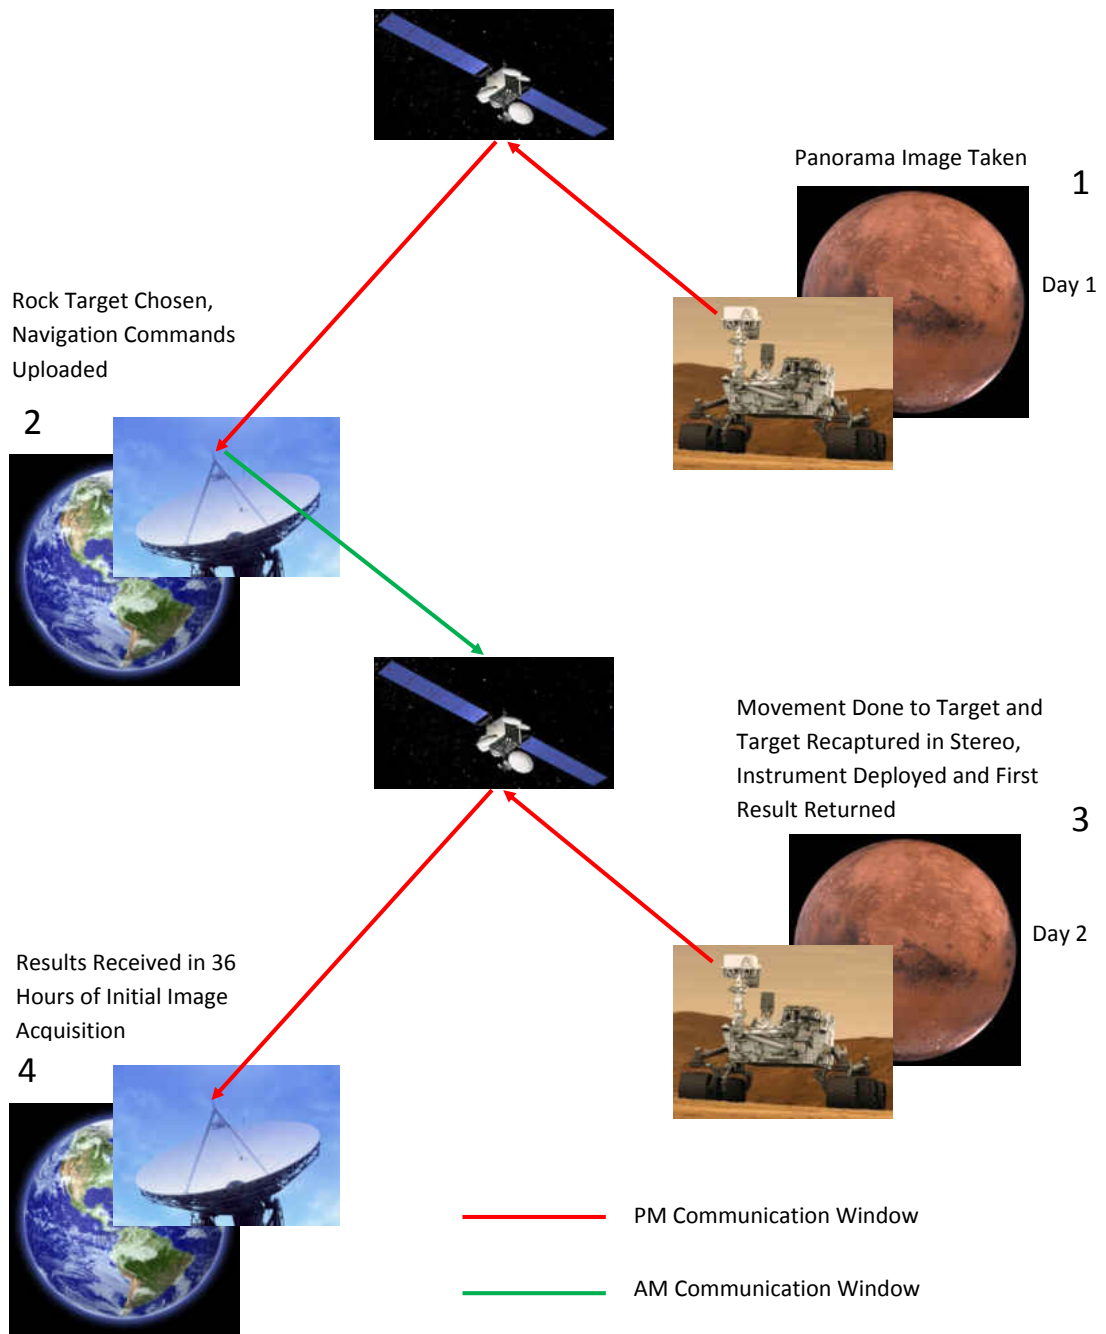 Panorama Image Taken
1
Day 1
Rock Target Chosen,
Navigation Commands
Uploaded
2
Movement Done to Target and
Target Recaptured in Stereo,
Instrument Deployed and First
Result Returned
3
Day 2
Results Received in 36
Hours of Initial Image
Acquisition
4
PM Communication Window
AM Communication Window